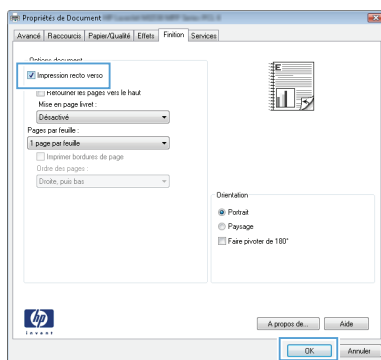 Propriétés de Document
Avancé Raccourcis Papier/Qualité Effets Finition Services
Options document
Impression recto verso
Retourner les pages vers le haut
Mise en page livret :
Désactivé
Pages par feuille :
1 page par feuille
Imprimer bordures de page
Ordre des pages :
Droite, puis bas
E
Orientation
Portrait
Paysage
Faire pivoter de 180°
hp
invent
A propos de... Aide
OK Annuler